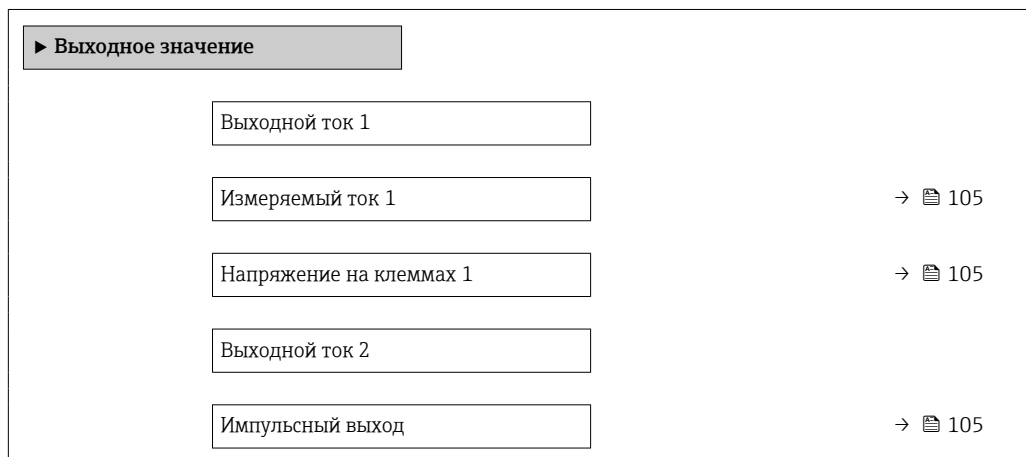 ▶ Выходное значение
Выходной ток 1
Измеряемый ток 1 → 105
Напряжение на клеммах 1 → 105
Выходной ток 2
Импульсный выход → 105